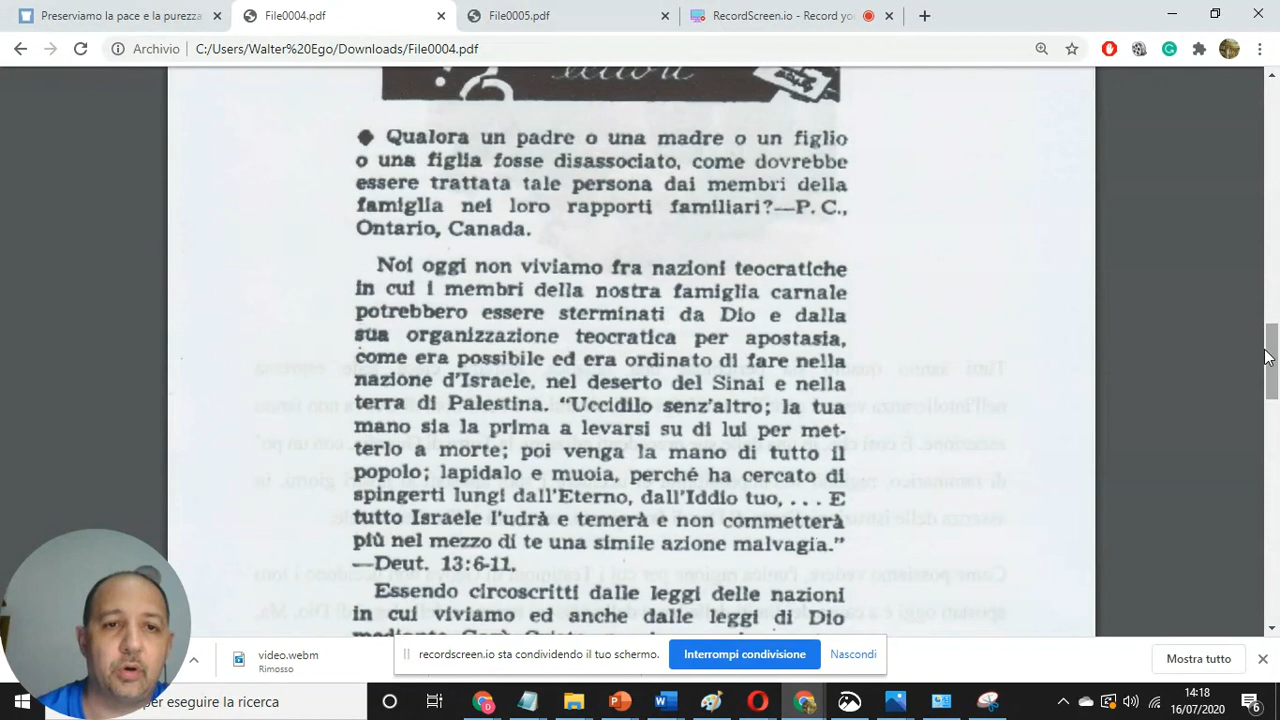 Preserviamo la pace e la purezza
File0004.pdf
File0005.pdf
RecordScreen.io - Record you
Archivio
C:/Users/Walter%20Ego/Downloads/File0004.pdf
lettori
◆ Qualora un padre o una madre o un figlio
o una figlia fosse disassociato, come dovrebbe
essere trattata tale persona dai membri della
famiglia nei loro rapporti familiari?—P. C.,
Ontario, Canada.
Noi oggi non viviamo fra nazioni teocratiche
in cui i membri della nostra famiglia carnale
potrebbero essere sterminati da Dio e dalla
sua organizzazione teocratica per apostasia,
come era possibile ed era ordinato di fare nella
nazione d'Israele, nel deserto del Sinai e nella
terra di Palestina. "Uccidilo senz'altro; la tua
mano sia la prima a levarsi su di lui per met-
terlo a morte; poi venga la mano di tutto il
popolo; lapidalo e muoia, perché ha cercato di
spingerti lungi dall'Eterno, dall'Iddio tuo, . . . E
tutto Israele l'udrà e temerà e non commetterà
più nel mezzo di te una simile azione malvagia."
—Deut. 13:6-11.
Essendo circoscritti dalle leggi delle nazioni
in cui viviamo ed anche dalle leggi di Dio
mediante Gesù Cristo
recordscreen.io sta condividendo il tuo schermo.
Interrompi condivisione
Nascondi
video.webm
Rimosso
Mostra tutto
per eseguire la ricerca
14:18
16/07/2020
6